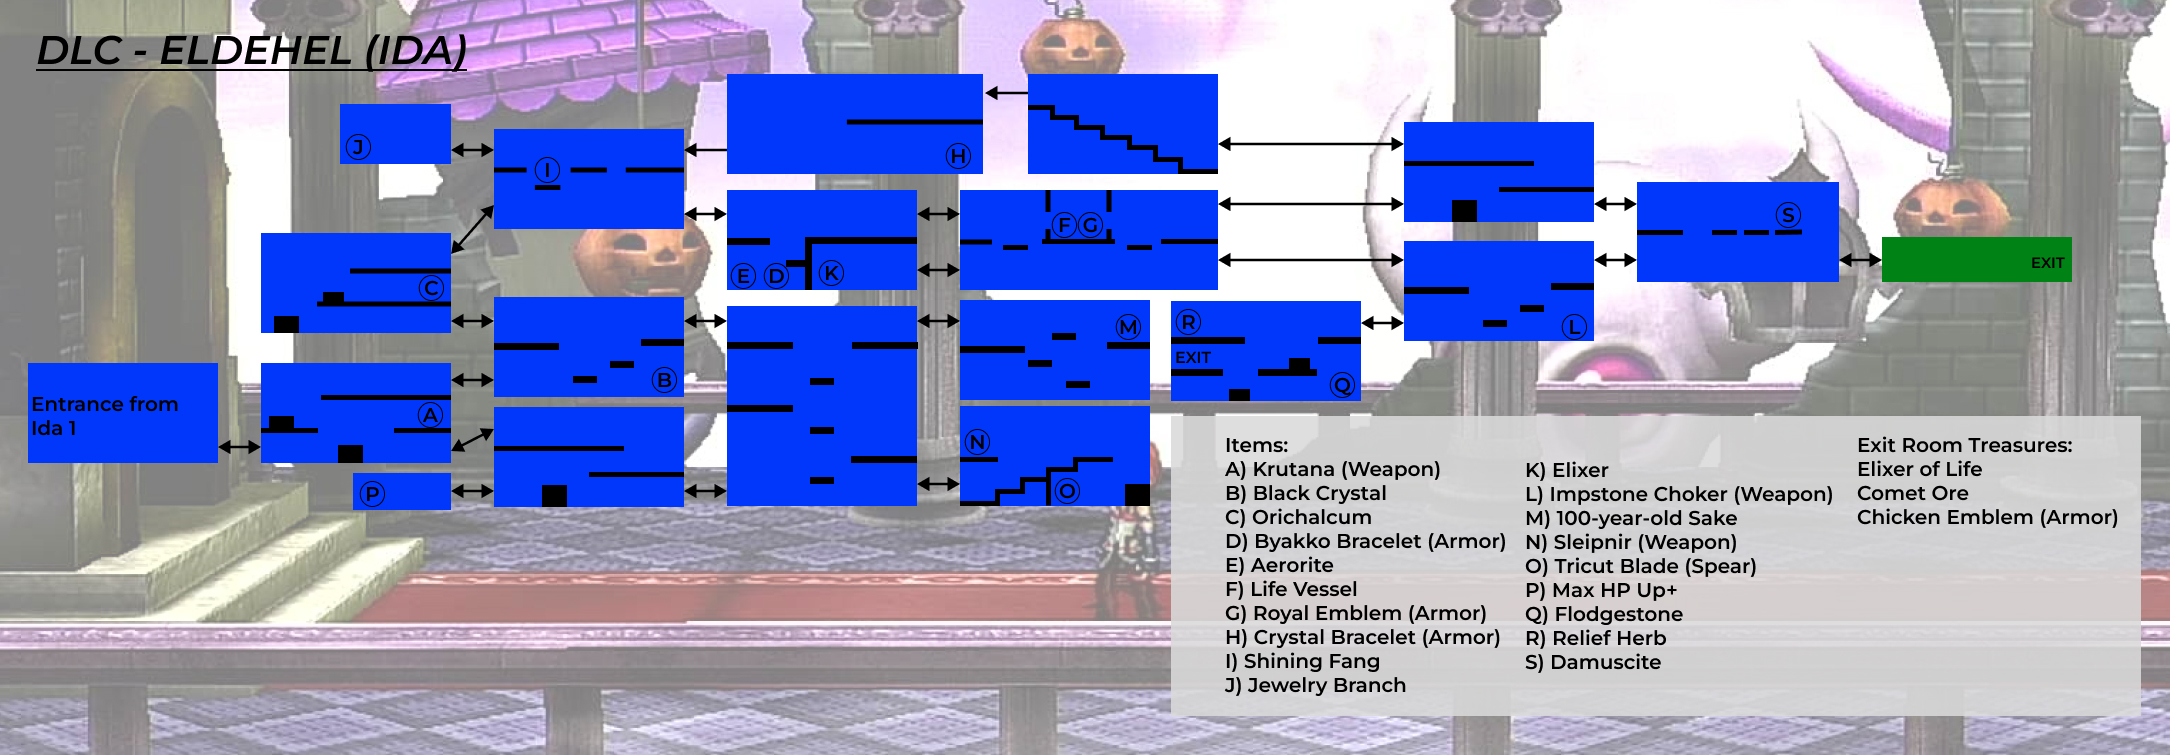 DLC - ELDEHEL (IDA)
J
I
H
S
F G
C
E D K
EXIT
R
M
L
EXIT
B
Q
Entrance from
Ida 1
A
N
P
O
Items:
A) Krutana (Weapon)
B) Black Crystal
C) Orichalcum
D) Byakko Bracelet (Armor)
E) Aerorite
F) Life Vessel
G) Royal Emblem (Armor)
H) Crystal Bracelet (Armor)
I) Shining Fang
J) Jewelry Branch
K) Elixer
L) Impstone Choker (Weapon)
M) 100-year-old Sake
N) Sleipnir (Weapon)
O) Tricut Blade (Spear)
P) Max HP Up+
Q) Flodgestone
R) Relief Herb
S) Damuscite
Exit Room Treasures:
Elixer of Life
Comet Ore
Chicken Emblem (Armor)